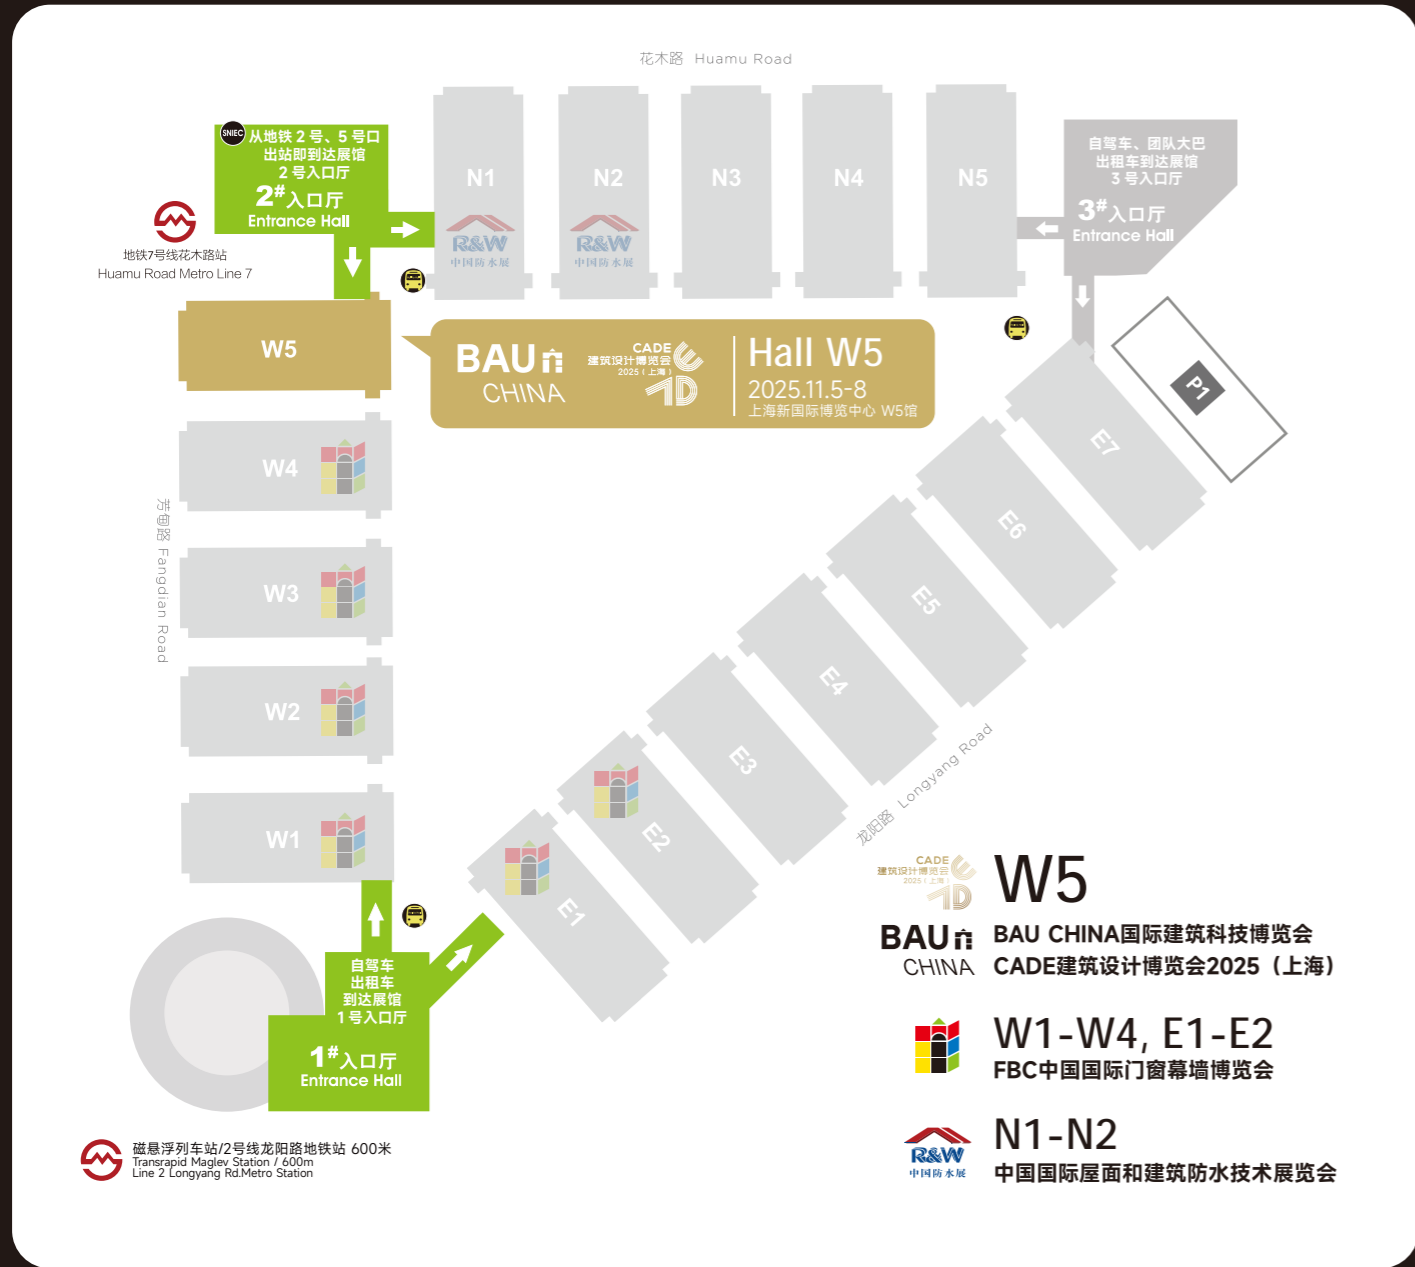 花木路 Huamu Road
SNIEC
从地铁 2 号、5 号口
出站即到达展馆
2 号入口厅
2#入口厅
Entrance Hall
地铁7号线花木路站
Huamu Road Metro Line 7
N1
R&W
中国防水展
N2
R&W
中国防水展
N3
N4
N5
自驾车、团队大巴
出租车到达展馆
3 号入口厅
3#入口厅
Entrance Hall
P1
W5
BAU
CHINA
CADE
建筑设计博览会
2025（上海）
Hall W5
2025.11.5-8
上海新国际博览中心 W5馆
W4
W3
W2
W1
芳甸路 Fangdian Road
E7
E6
E5
E4
E3
E2
E1
龙阳路 Longyang Road
自驾车
出租车
到达展馆
1 号入口厅
1#入口厅
Entrance Hall
磁悬浮列车站/2号线龙阳路地铁站 600米
Transrapid Maglev Station / 600m
Line 2 Longyang Rd.Metro Station
CADE
建筑设计博览会
2025（上海）
W5
BAU
CHINA
BAU CHINA国际建筑科技博览会
CADE建筑设计博览会2025（上海）
W1-W4, E1-E2
FBC中国国际门窗幕墙博览会
R&W
中国防水展
N1-N2
中国国际屋面和建筑防水技术展览会